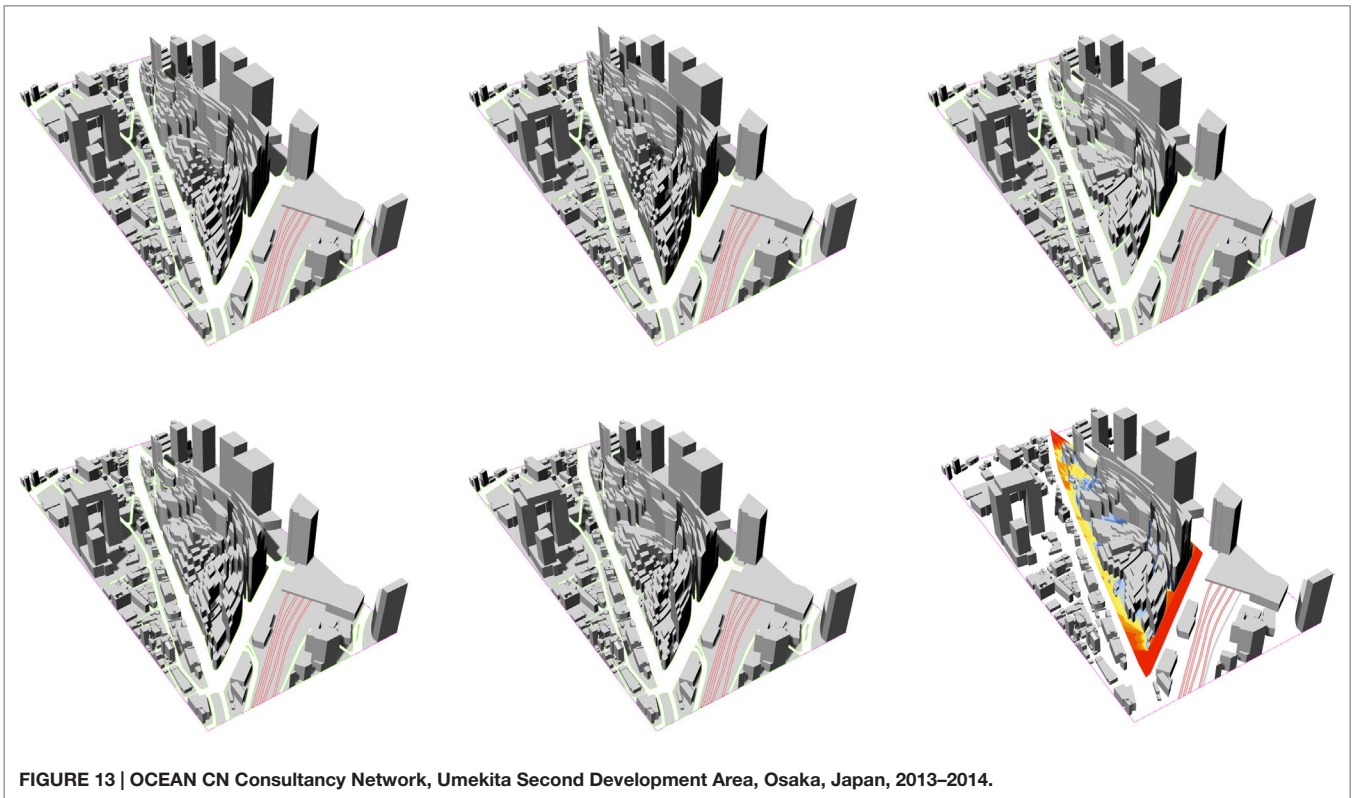 FIGURE 13 | OCEAN CN Consultancy Network, Umekita Second Development Area, Osaka, Japan, 2013–2014.